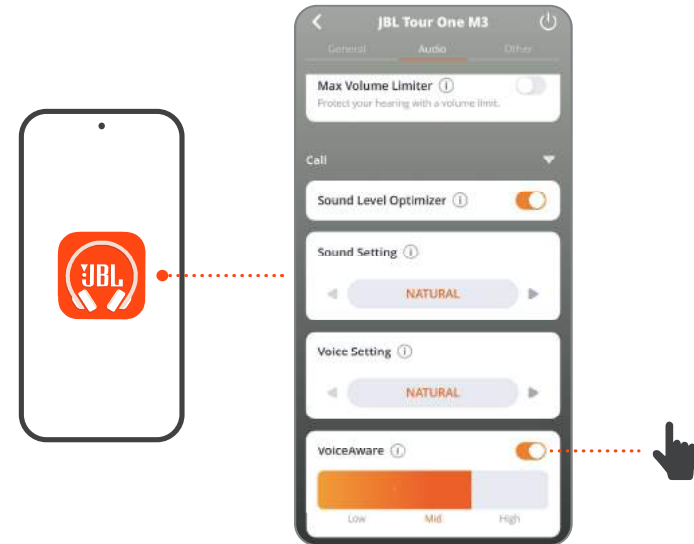 JBL
JBL Tour One M3
General Audio Other
Max Volume Limiter
Protect your hearing with a volume limit.
Call
Sound Level Optimizer
Sound Setting
NATURAL
Voice Setting
NATURAL
VoiceAware
Low Mid High